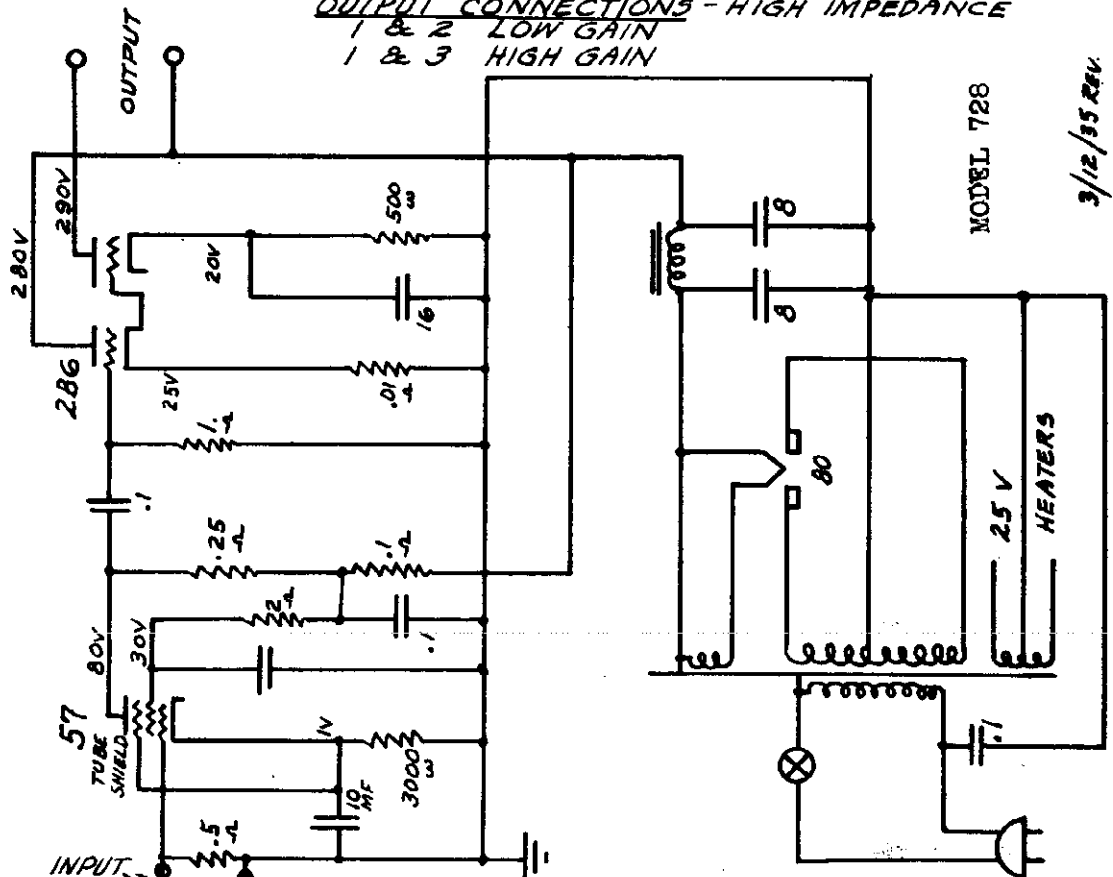 OUTPUT CONNECTIONS - HIGH IMPEDANCE
1 & 2 LOW GAIN
1 & 3 HIGH GAIN
OUTPUT
280V
290V
2B6
25V
20V
500 ω
16
.01 Ω
1. Ω
.1
.25 Ω
.1 Ω
2 Ω
.1
80V
30V
57
TUBE SHIELD
1V
3000 ω
10 MF
.5 Ω
INPUT
8
8
80
2.5 V
HEATERS
.1
MODEL 728
3/12/35 REV.